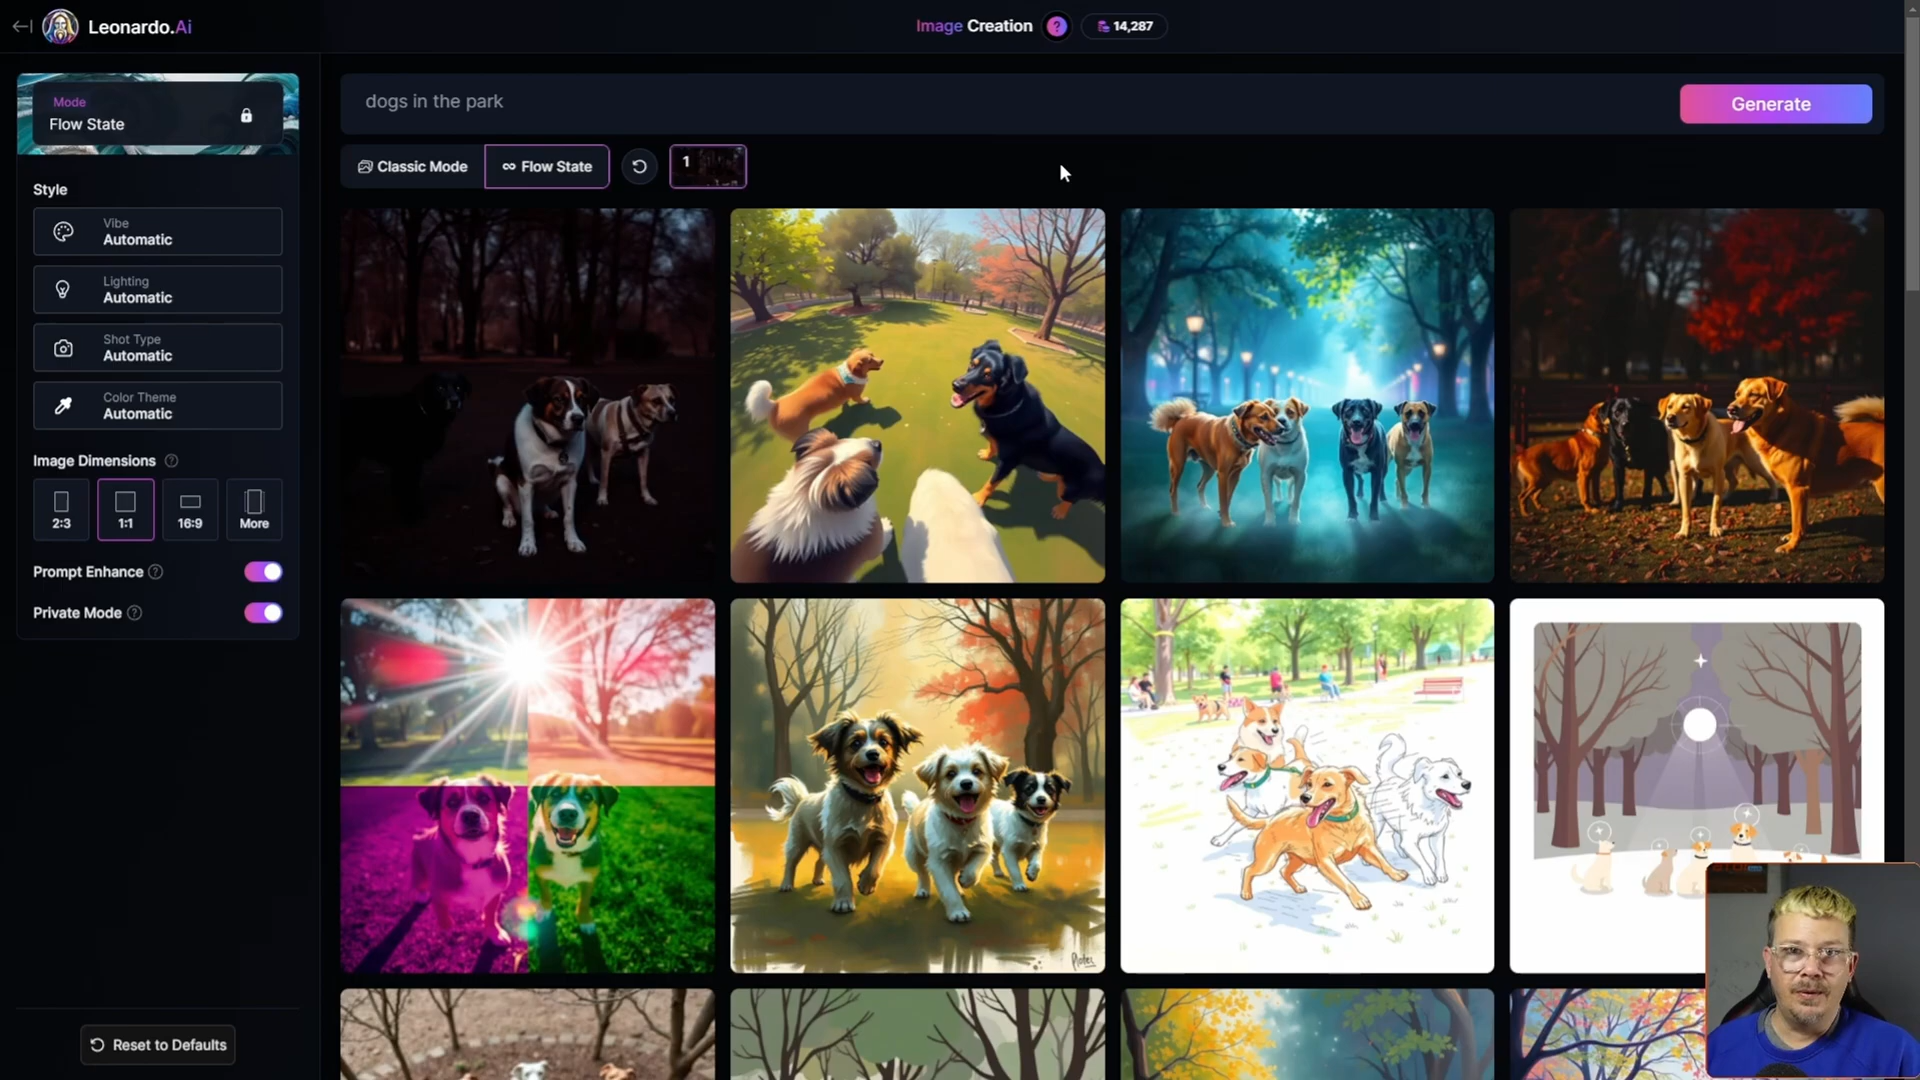 Leonardo.Ai
Image Creation
?
14,287
Mode
Flow State
dogs in the park
Generate
Classic Mode
Flow State
1
Style
Vibe
Automatic
Lighting
Automatic
Shot Type
Automatic
Color Theme
Automatic
Image Dimensions ?
2:3
1:1
16:9
More
Prompt Enhance ?
Private Mode ?
Reset to Defaults